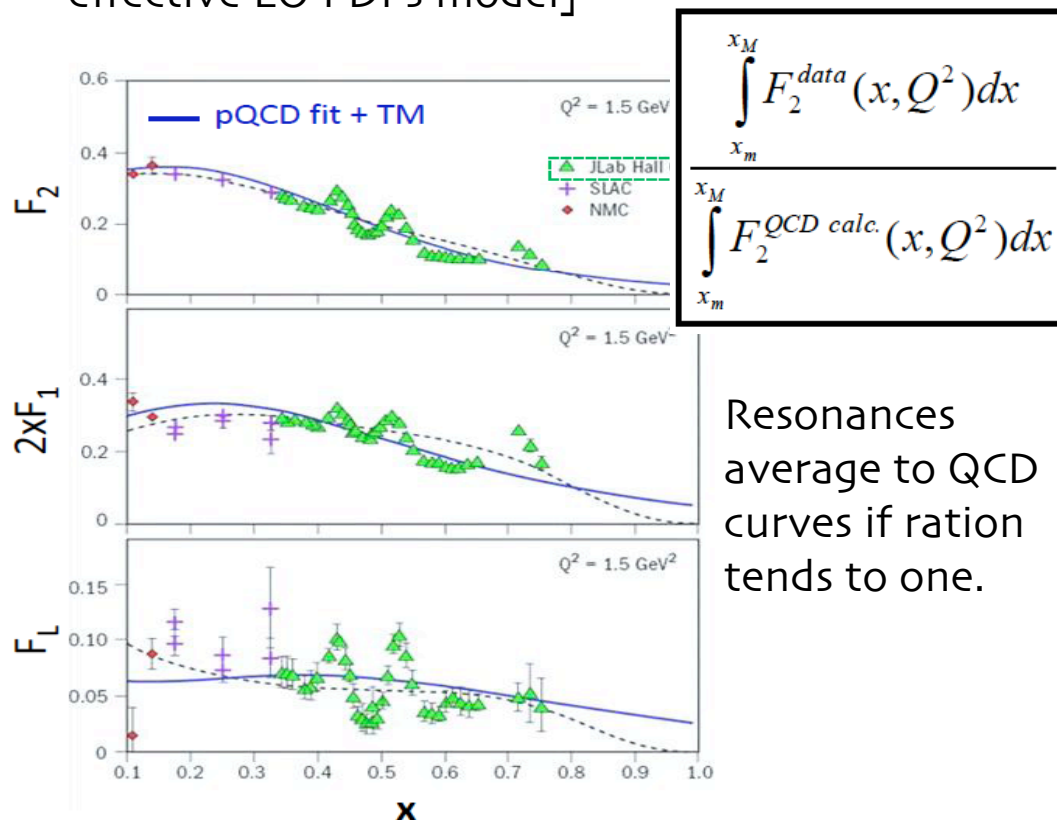 effective LO PDFs model]
pQCD fit + TM
Q² = 1.5 GeV
JLab Hall
SLAC
NMC
F₂
0.6
0.4
0.2
0
Q² = 1.5 GeV
2xF₁
0.4
0.2
0
Q² = 1.5 GeV²
F_L
0.15
0.10
0.05
0
0.1 0.2 0.3 0.4 0.5 0.6 0.7 0.8 0.9 1.0
x
x_M
∫ F₂^data (x, Q²)dx
x_m
x_M
∫ F₂^QCD calc. (x, Q²)dx
x_m
Resonances
average to QCD
curves if ration
tends to one.